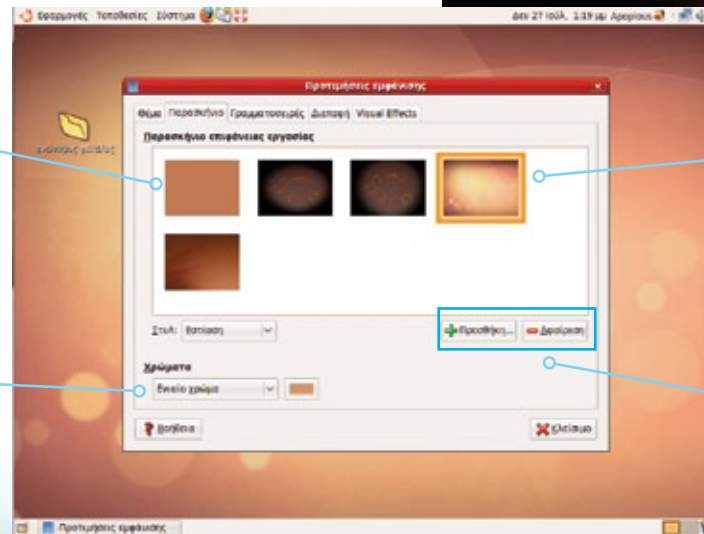 Εφαρμογές Τοποθεσίες Σύστημα Δευ 27 Ιούλ, 1:19 μμ
Προτιμήσεις εμφάνισης
Θέμα Παρασκήνιο Γραμματοσειρές Διεπαφή Visual Effects
Παρασκήνιο επιφάνειας εργασίας
Στυλ: Εστίαση Προσθήκη... Αφαίρεση
Χρώματα
Ενιαίο χρώμα
Βοήθεια Κλείσιμο
Προτιμήσεις εμφάνισης